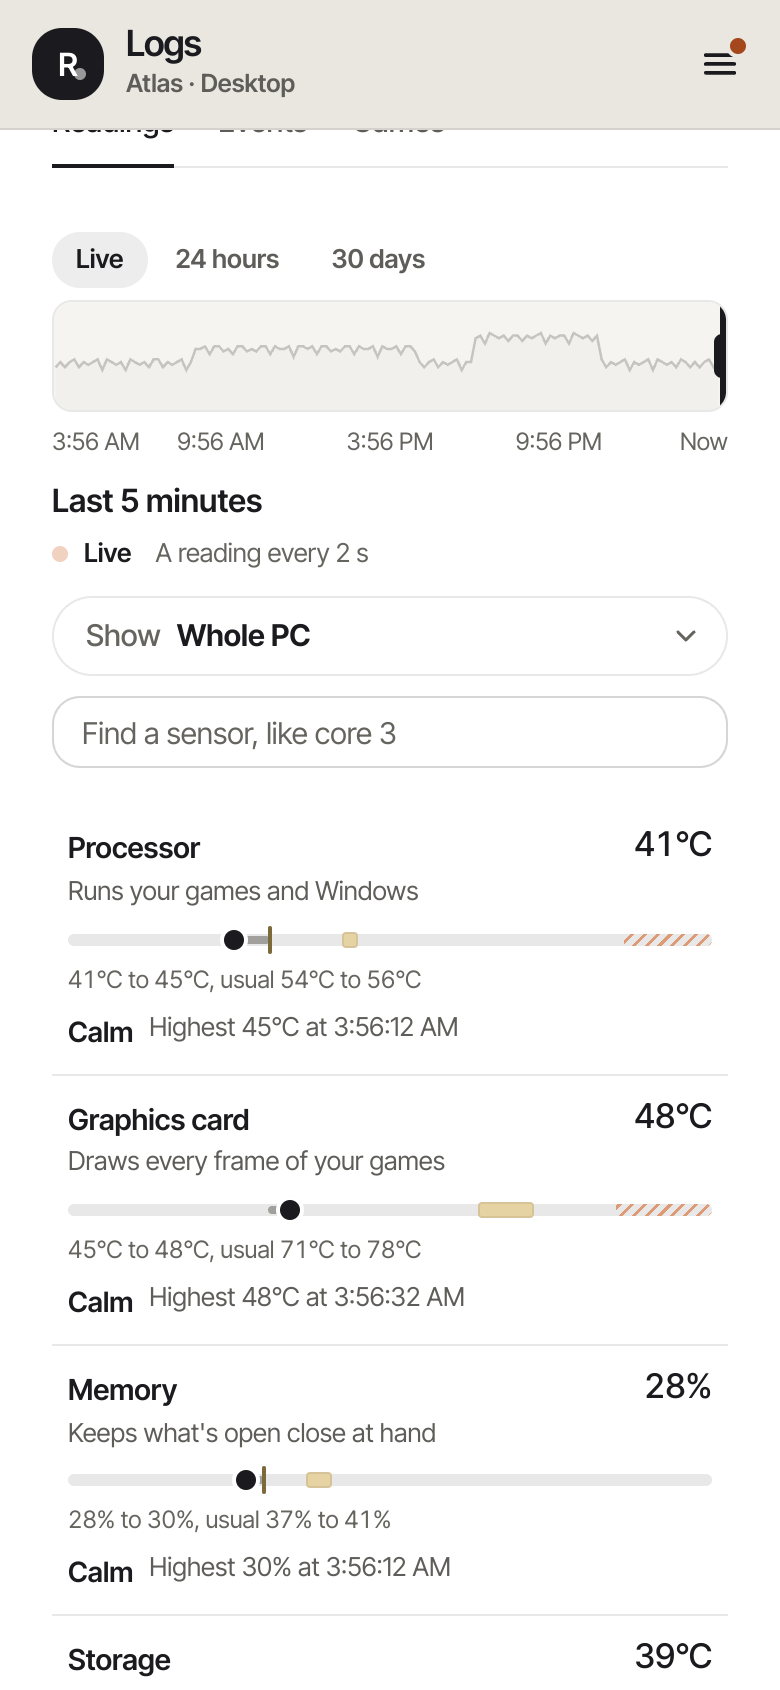 R
Logs
Atlas · Desktop
Readings Events Games
Live 24 hours 30 days
3:56 AM 9:56 AM 3:56 PM 9:56 PM Now
Last 5 minutes
Live A reading every 2 s
Show Whole PC
Find a sensor, like core 3
Processor 41°C
Runs your games and Windows
41°C to 45°C, usual 54°C to 56°C
Calm Highest 45°C at 3:56:12 AM
Graphics card 48°C
Draws every frame of your games
45°C to 48°C, usual 71°C to 78°C
Calm Highest 48°C at 3:56:32 AM
Memory 28%
Keeps what's open close at hand
28% to 30%, usual 37% to 41%
Calm Highest 30% at 3:56:12 AM
Storage 39°C